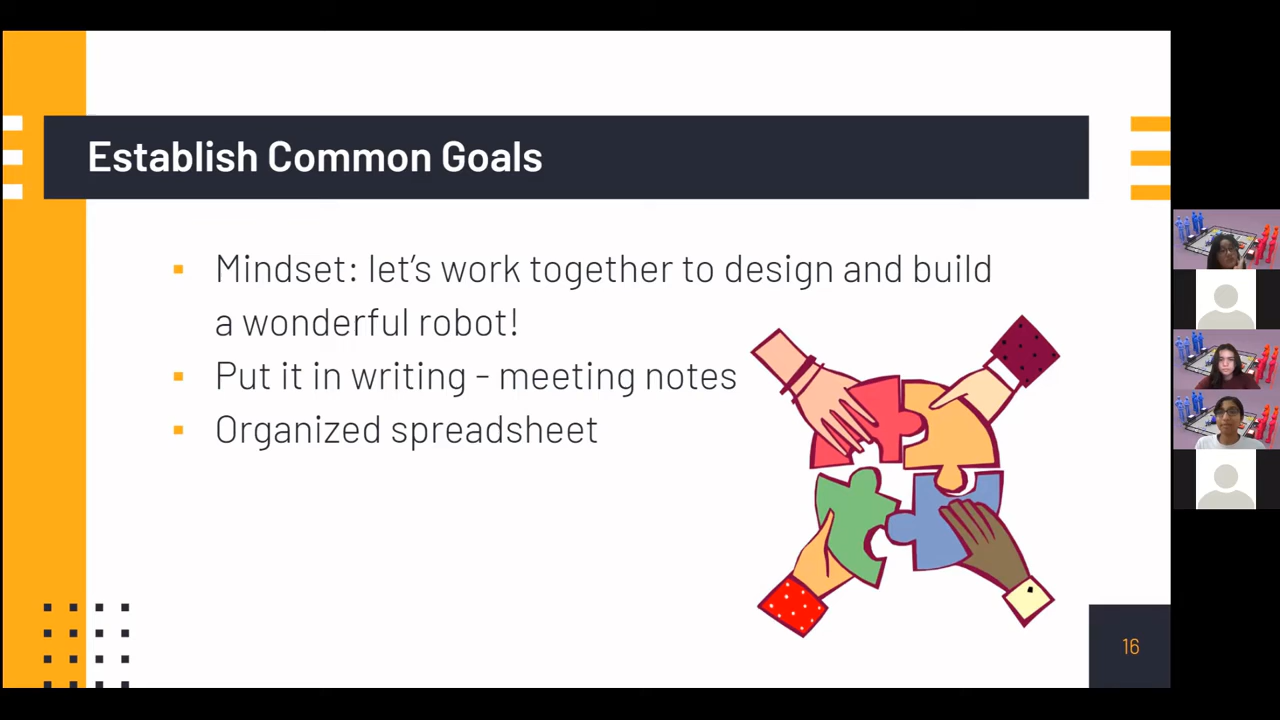 Establish Common Goals
▪ Mindset: let's work together to design and build
a wonderful robot!
▪ Put it in writing - meeting notes
▪ Organized spreadsheet
16